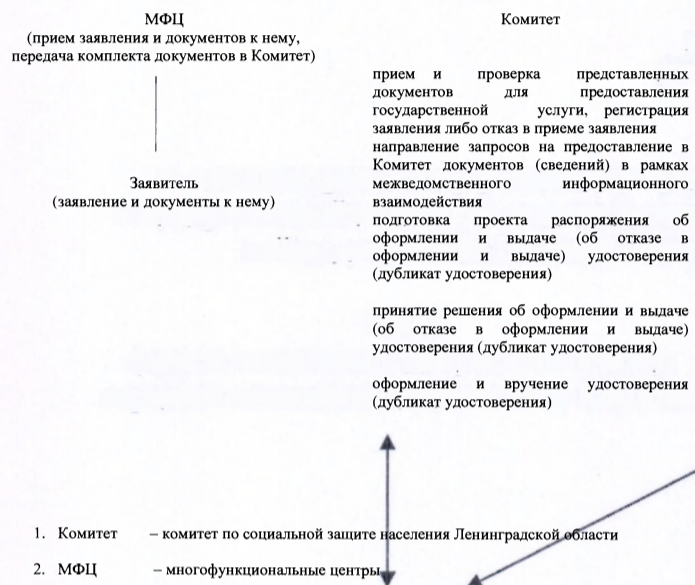 МФЦ
(прием заявления и документов к нему,
передача комплекта документов в Комитет)
Заявитель
(заявление и документы к нему)
Комитет
прием и проверка представленных
документов для предоставления
государственной услуги, регистрация
заявления либо отказ в приеме заявления
направление запросов на предоставление в
Комитет документов (сведений) в рамках
межведомственного информационного
взаимодействия
подготовка проекта распоряжения об
оформлении и выдаче (об отказе в
оформлении и выдаче) удостоверения
(дубликат удостоверения)
принятие решения об оформлении и выдаче
(об отказе в оформлении и выдаче)
удостоверения (дубликат удостоверения)
оформление и вручение удостоверения
(дубликат удостоверения)
1. Комитет – комитет по социальной защите населения Ленинградской области
2. МФЦ – многофункциональные центры